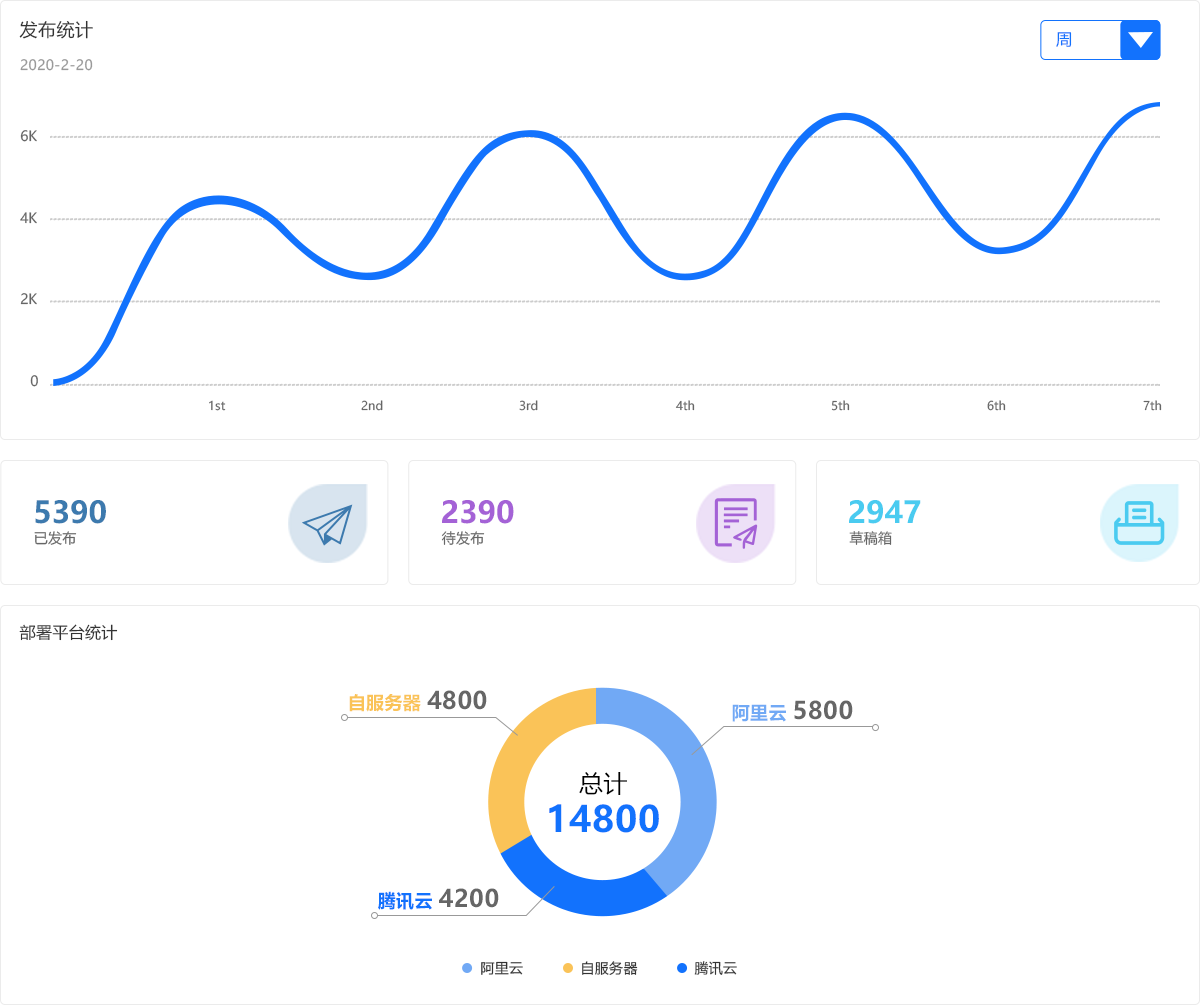 发布统计
周
2020-2-20
6K
4K
2K
0
1st 2nd 3rd 4th 5th 6th 7th
5390
已发布
2390
待发布
2947
草稿箱
部署平台统计
自服务器 4800
阿里云 5800
总计
14800
腾讯云 4200
阿里云 自服务器 腾讯云